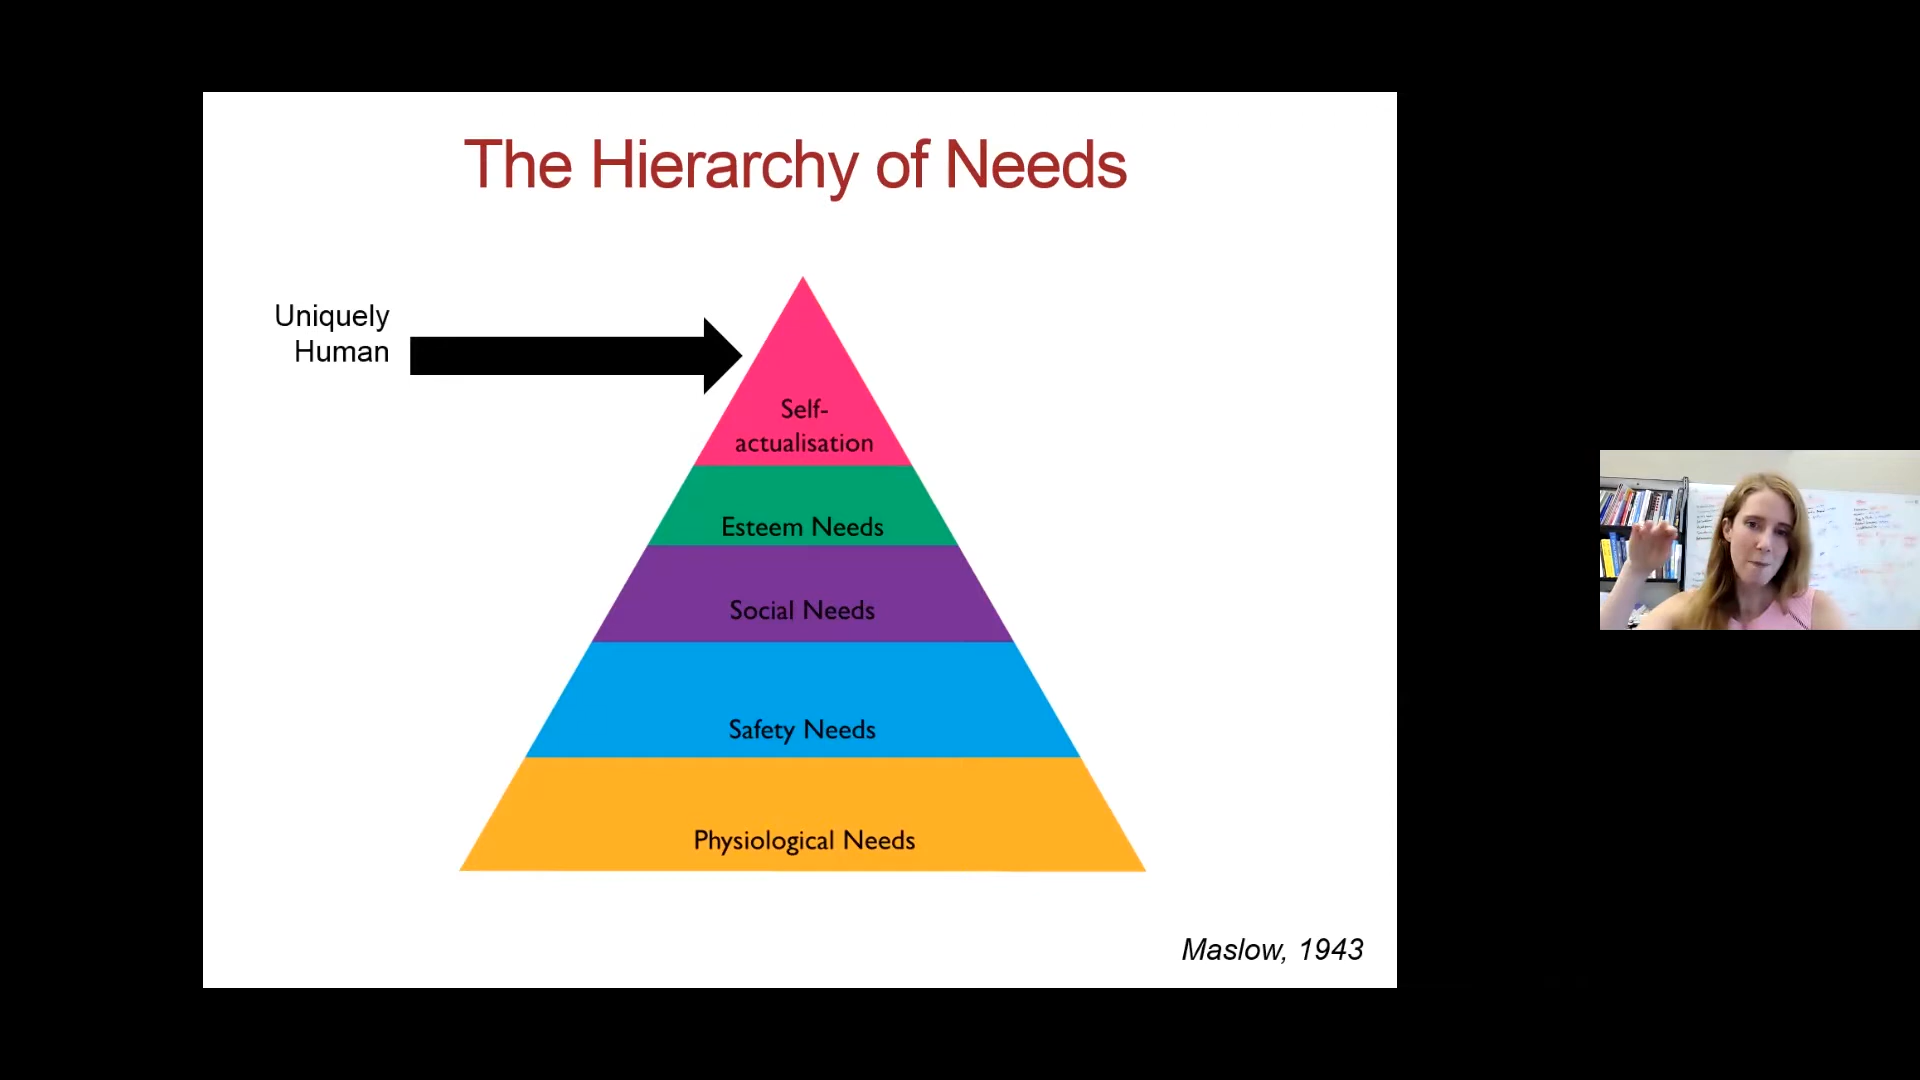 The Hierarchy of Needs
Uniquely
Human
Self-
actualisation
Esteem Needs
Social Needs
Safety Needs
Physiological Needs
Maslow, 1943